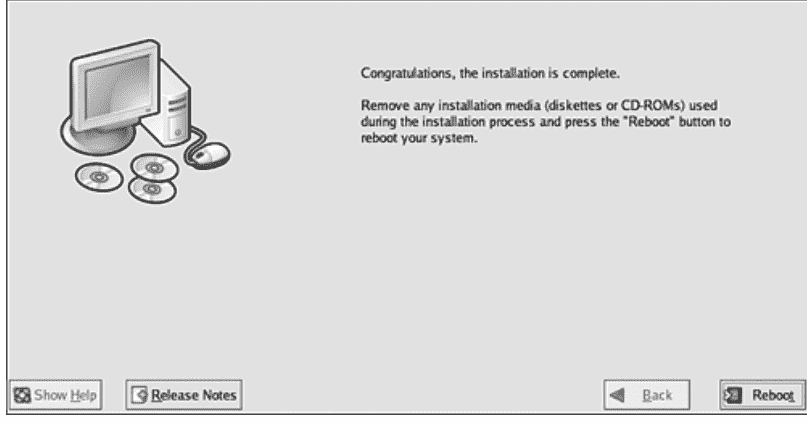 Congratulations, the installation is complete.
Remove any installation media (diskettes or CD-ROMs) used
during the installation process and press the "Reboot" button to
reboot your system.
Show Help
Release Notes
Back
Reboot